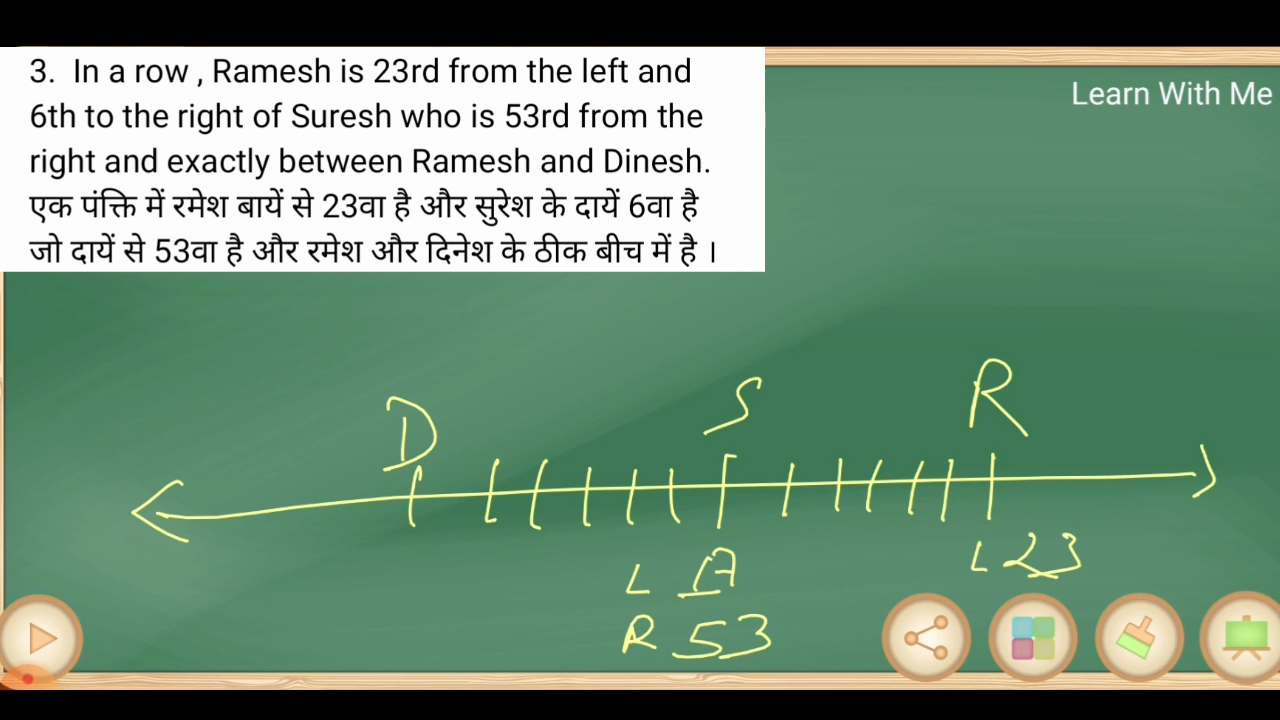 3. In a row , Ramesh is 23rd from the left and
6th to the right of Suresh who is 53rd from the
right and exactly between Ramesh and Dinesh.
एक पंक्ति में रमेश बायें से 23वा है और सुरेश के दायें 6वा है
जो दायें से 53वा है और रमेश और दिनेश के ठीक बीच में है ।
Learn With Me
D S R
L 17 L 23
R 53